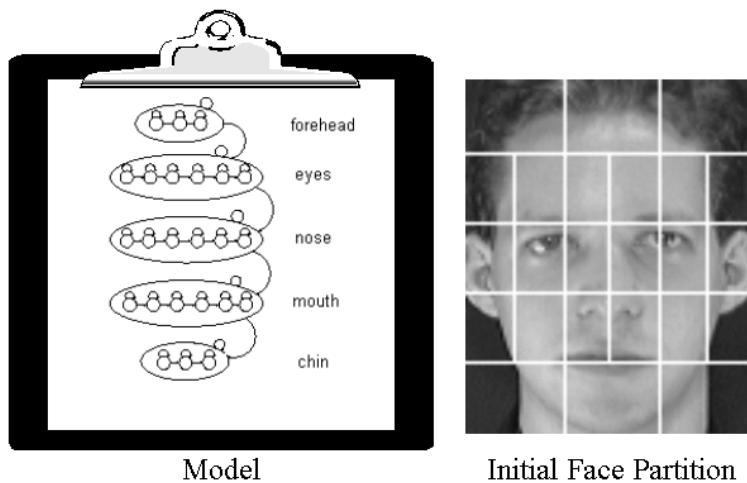 forehead
eyes
nose
mouth
chin
Model
Initial Face Partition